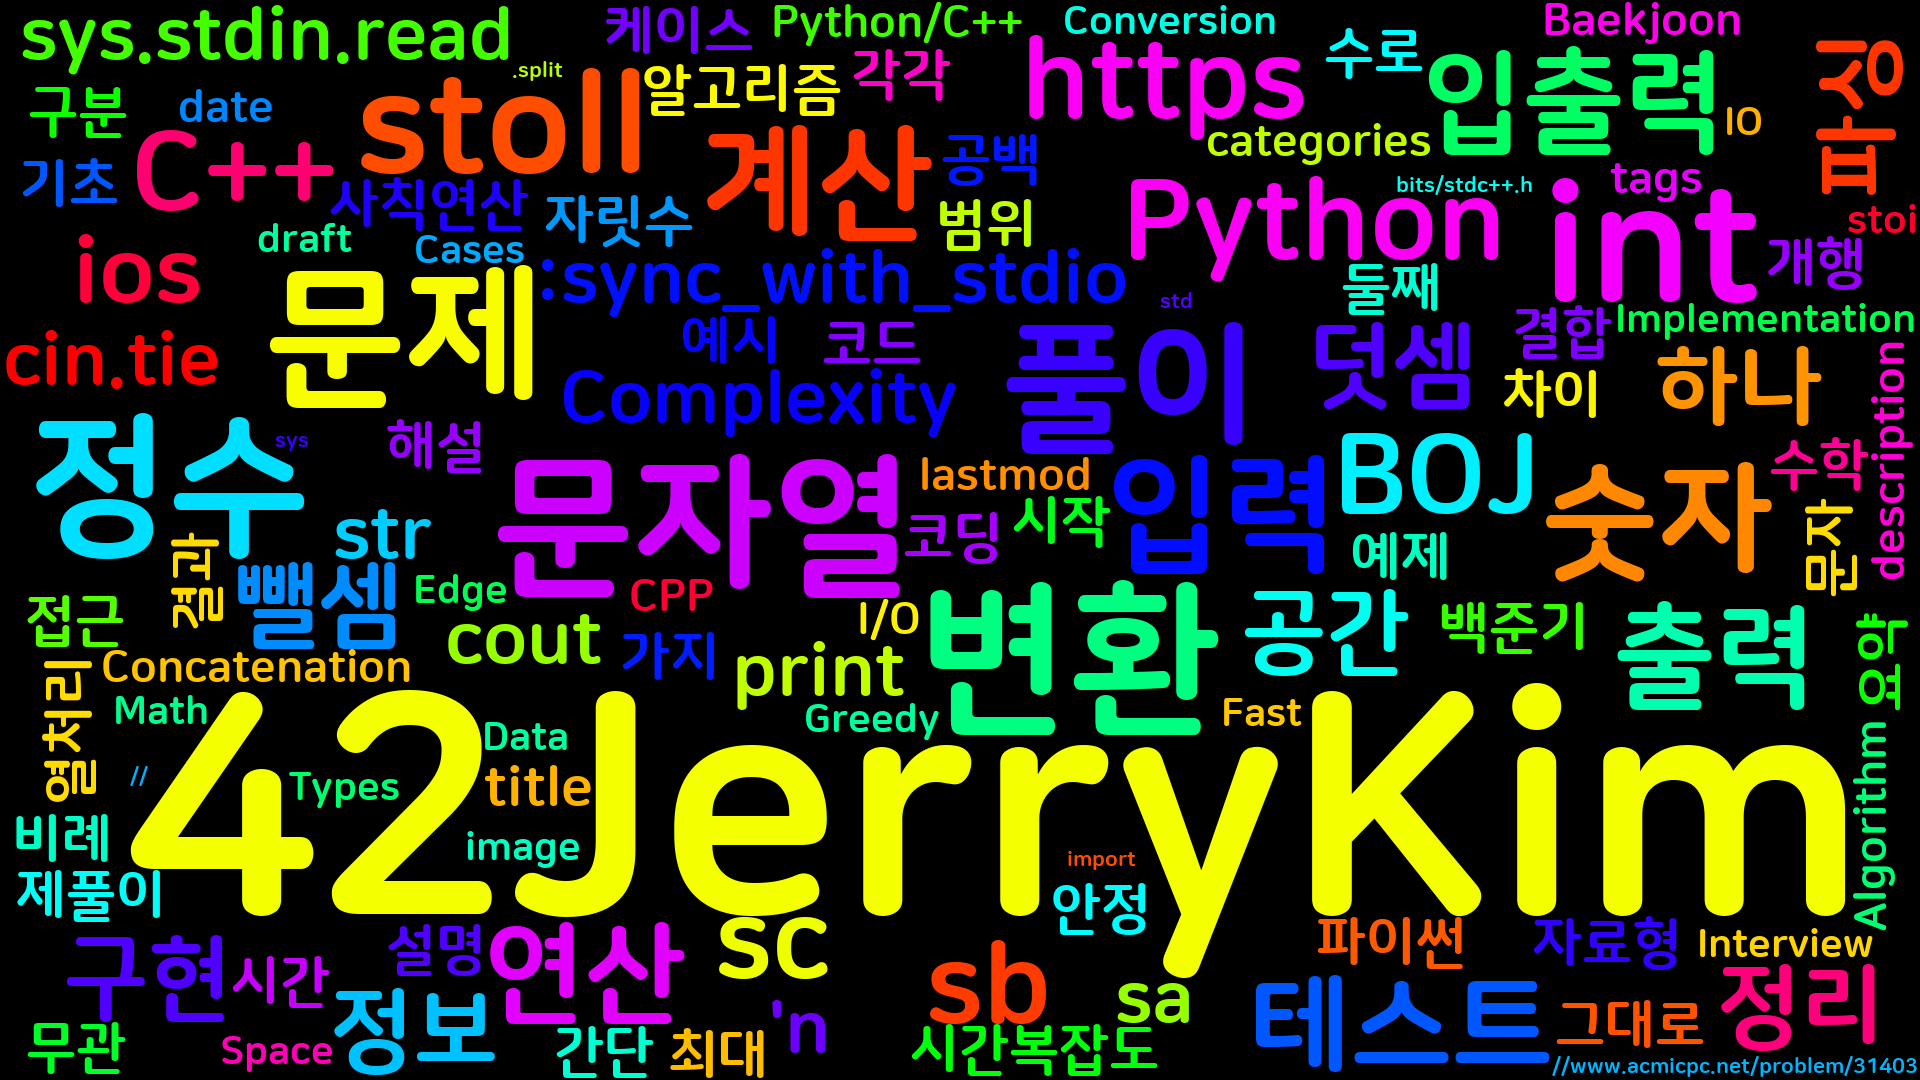 sys.stdin.read
케이스
Python/C++
Conversion
Baekjoon
.split
구분
date
stoll
알고리즘
각각
https
수로
입출력
IO
파싱
C++
기초
사칙연산
계산
공백
categories
bits/stdc++.h
tags
stoi
자릿수
범위
Python
int
개행
ios
draft
Cases
:sync_with_stdio
둘째
std
cin.tie
문제
예시
코드
풀이
덧셈
결합
Implementation
Complexity
차이
하나
description
정수
sys
해설
문자열
lastmod
입력
BOJ
숫자
수학
str
코딩
시작
예제
문자
결과
뺄셈
Edge
CPP
I/O
변환
공간
백준기
출력
요약
접근
cout
가지
print
Concatenation
열처리
Math
Greedy
Fast
Data
//
Types
title
42JerryKim
Algorithm
비례
image
import
제풀이
안정
구현
시간
설명
연산
sc
sb
sa
파이썬
자료형
Interview
정리
무관
Space
정보
간단
최대
'n
시간복잡도
테스트
그대로
//www.acmicpc.net/problem/31403